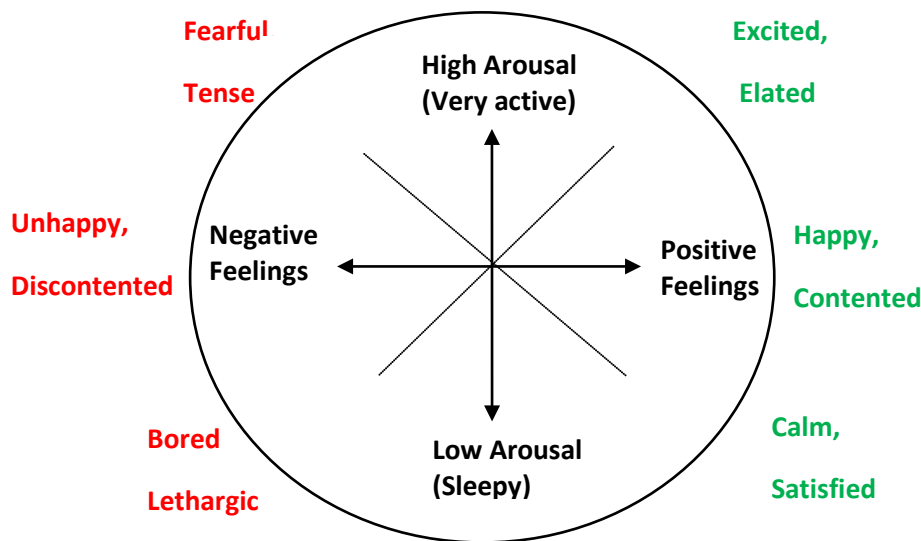 Fearful
Tense
High Arousal
(Very active)
Excited,
Elated
Unhappy,
Discontented
Negative
Feelings
Positive
Feelings
Happy,
Contented
Bored
Lethargic
Low Arousal
(Sleepy)
Calm,
Satisfied